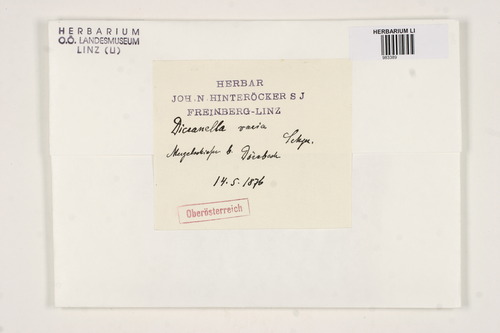 HERBARIUM
O.Ö. LANDESMUSEUM
LINZ (LI)
HERBARIUM LI
HERBAR
JOH. N. HINTERÖCKER S J
FREINBERG-LINZ
Dicranella varia
Schpr.
b.
14. 5. 1876
Oberösterreich